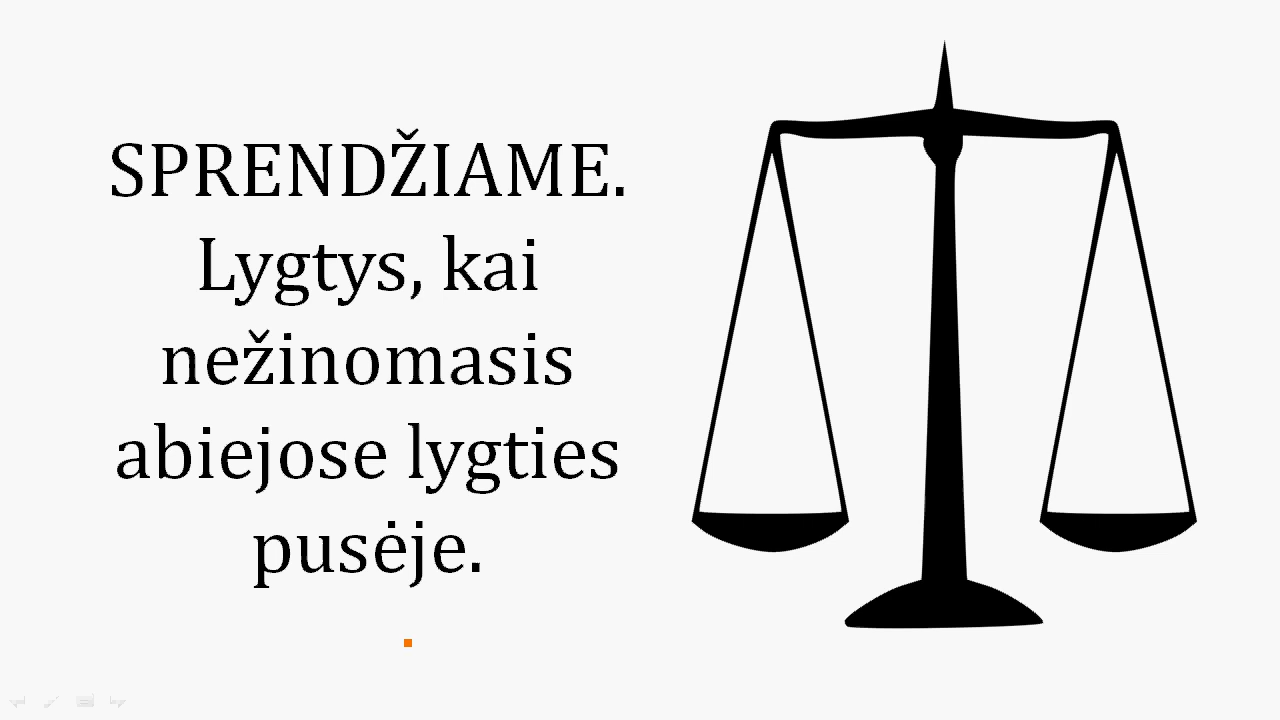 SPRENDŽIAME.
Lygtys, kai
nežinomasis
abiejose lygties
pusėje.